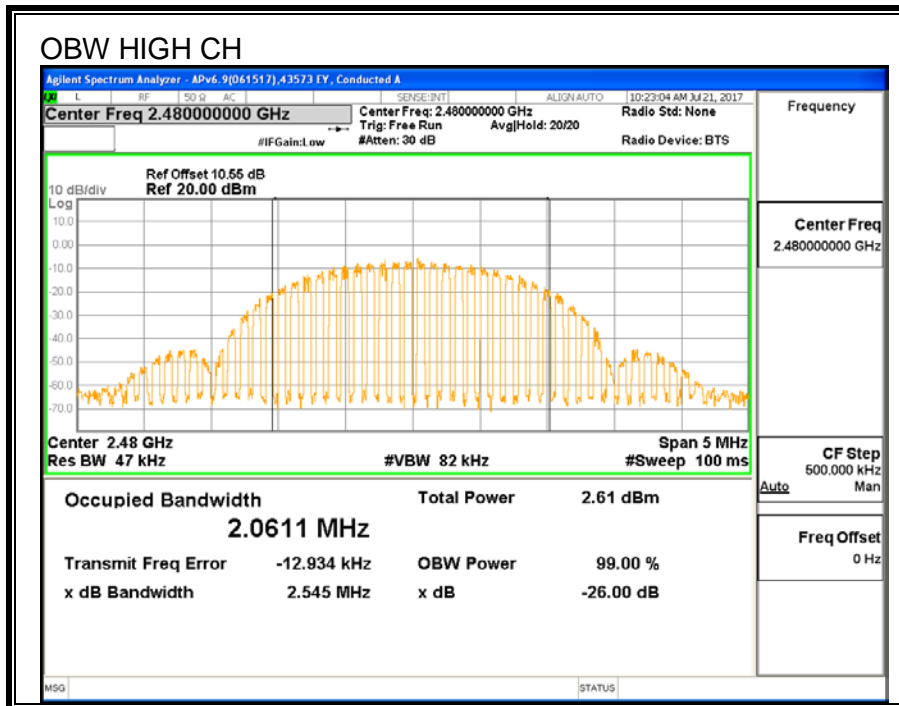 OBW HIGH CH
Agilent Spectrum Analyzer - APv6.9(061517),43573 EY, Conducted A
L RF 50 Ω AC SENSE:INT ALIGN AUTO 10:23:04 AM Jul 21, 2017
Center Freq 2.480000000 GHz
Center Freq: 2.480000000 GHz Radio Std: None
Trig: Free Run Avg|Hold: 20/20
#IFGain:Low #Atten: 30 dB Radio Device: BTS
Ref Offset 10.55 dB
10 dB/div Ref 20.00 dBm
Log
10.0
0.00
-10.0
-20.0
-30.0
-40.0
-50.0
-60.0
-70.0
Center 2.48 GHz Span 5 MHz
Res BW 47 kHz #VBW 82 kHz #Sweep 100 ms
Occupied Bandwidth Total Power 2.61 dBm
2.0611 MHz
Transmit Freq Error -12.934 kHz OBW Power 99.00 %
x dB Bandwidth 2.545 MHz x dB -26.00 dB
MSG STATUS
Frequency
Center Freq
2.480000000 GHz
CF Step
500.000 kHz
Auto Man
Freq Offset
0 Hz